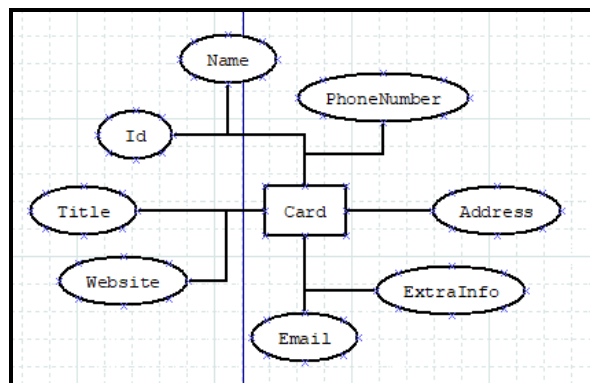 Name
PhoneNumber
Id
Title
Card
Address
Website
ExtraInfo
Email